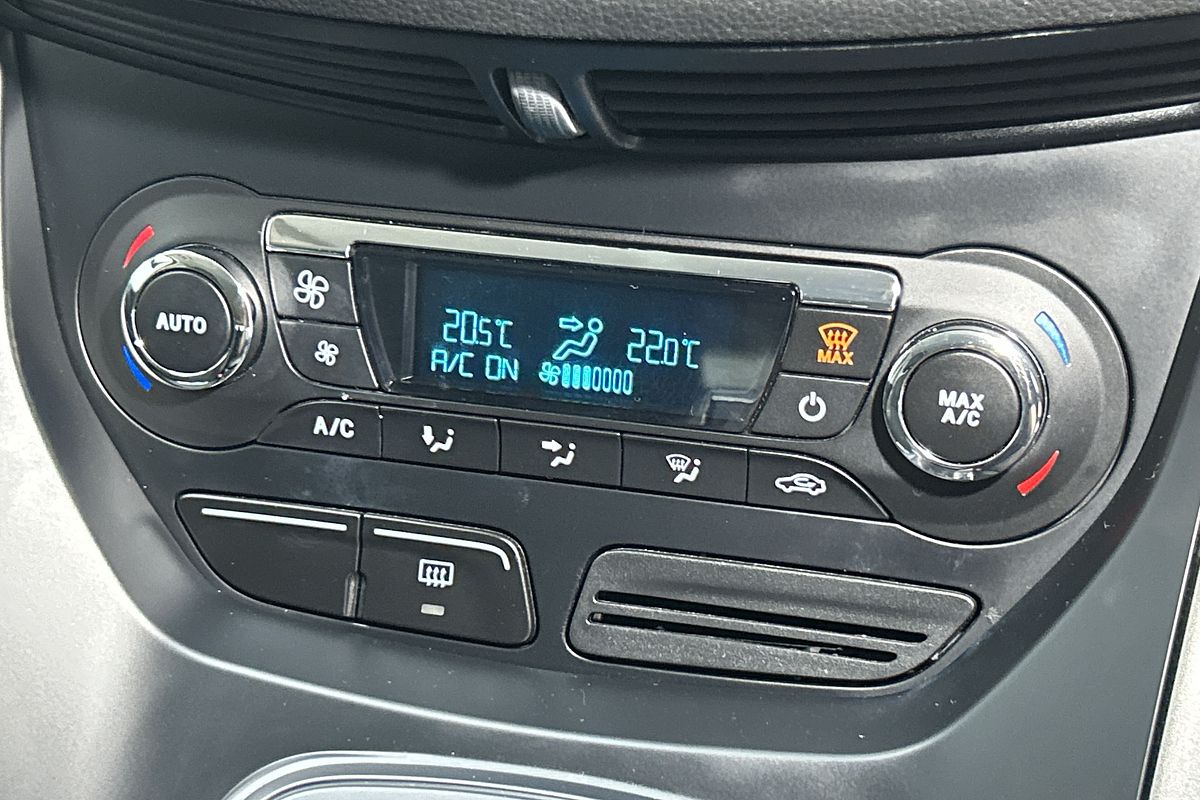 AUTO
20.5°C
22.0°C
A/C ON
MAX
MAX
A/C
A/C